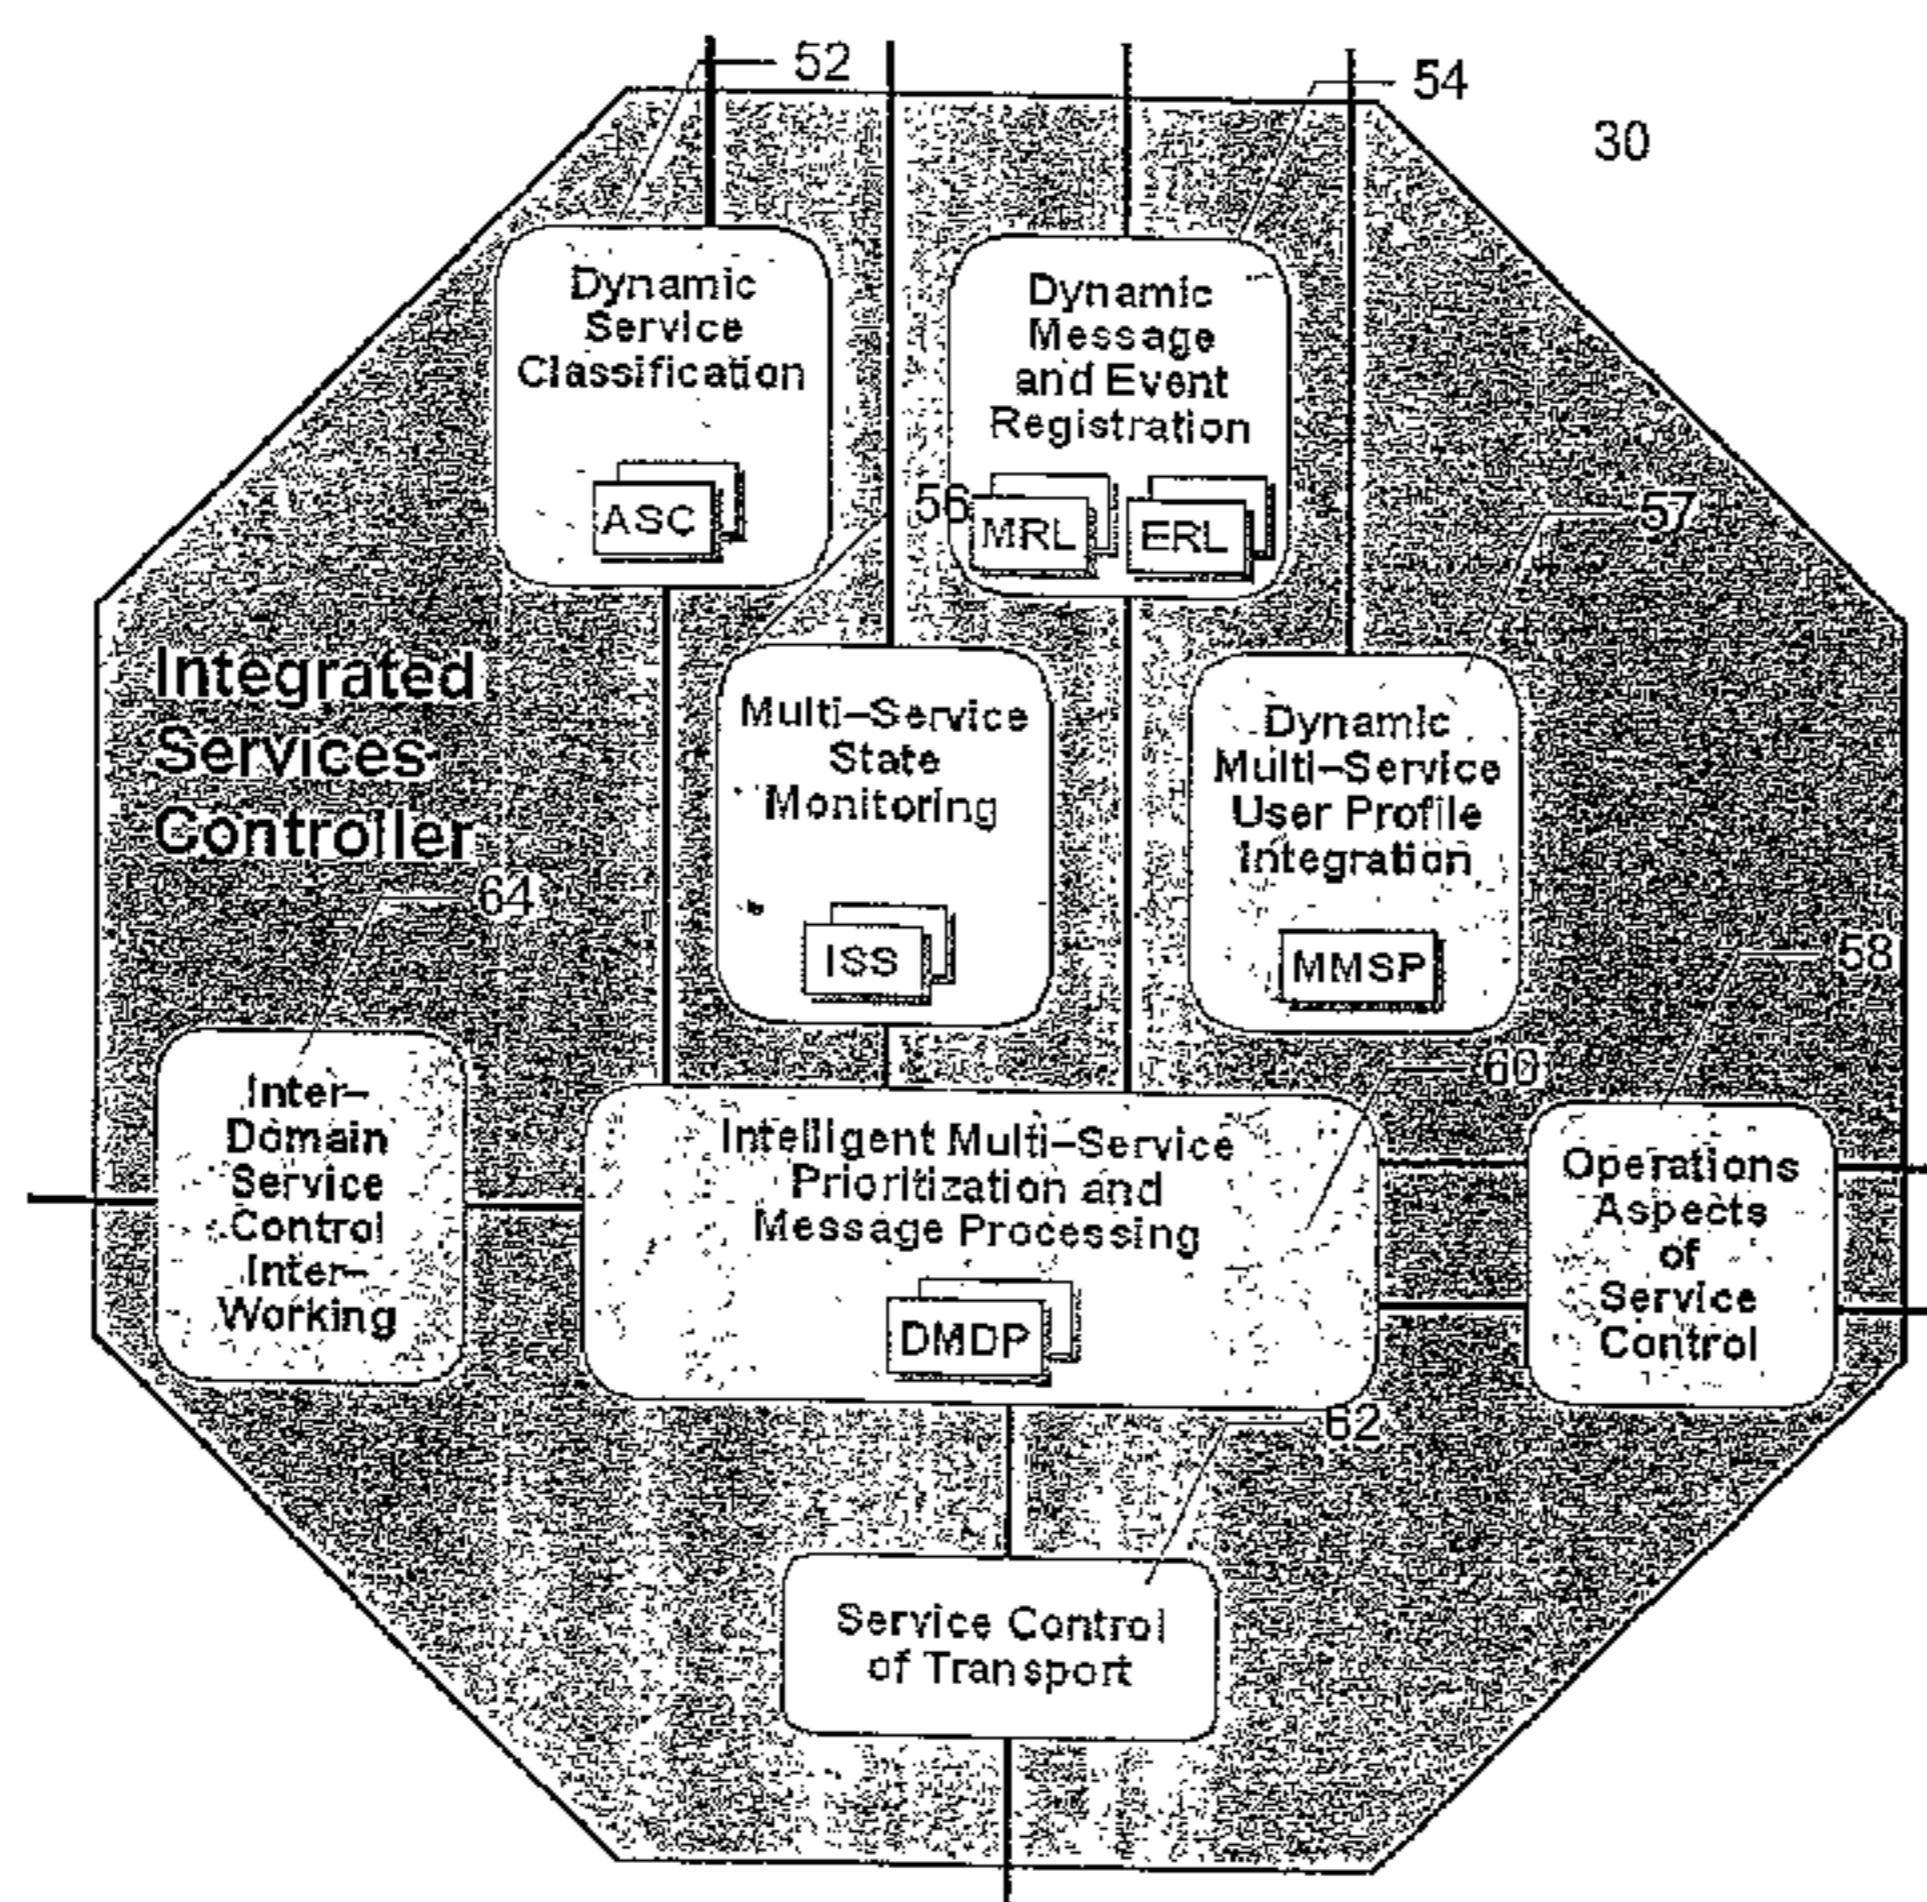 52
54
30
Dynamic
Service
Classification
ASC
Dynamic
Message
and Event
Registration
MRL
ERL
56
57
Integrated
Services
Controller
Multi–Service
State
Monitoring
ISS
Dynamic
Multi–Service
User Profile
Integration
MMSP
64
58
60
Inter–
Domain
Service
Control
Inter–
Working
Intelligent Multi–Service
Prioritization and
Message Processing
DMDP
Operations
Aspects
of
Service
Control
62
Service Control
of Transport